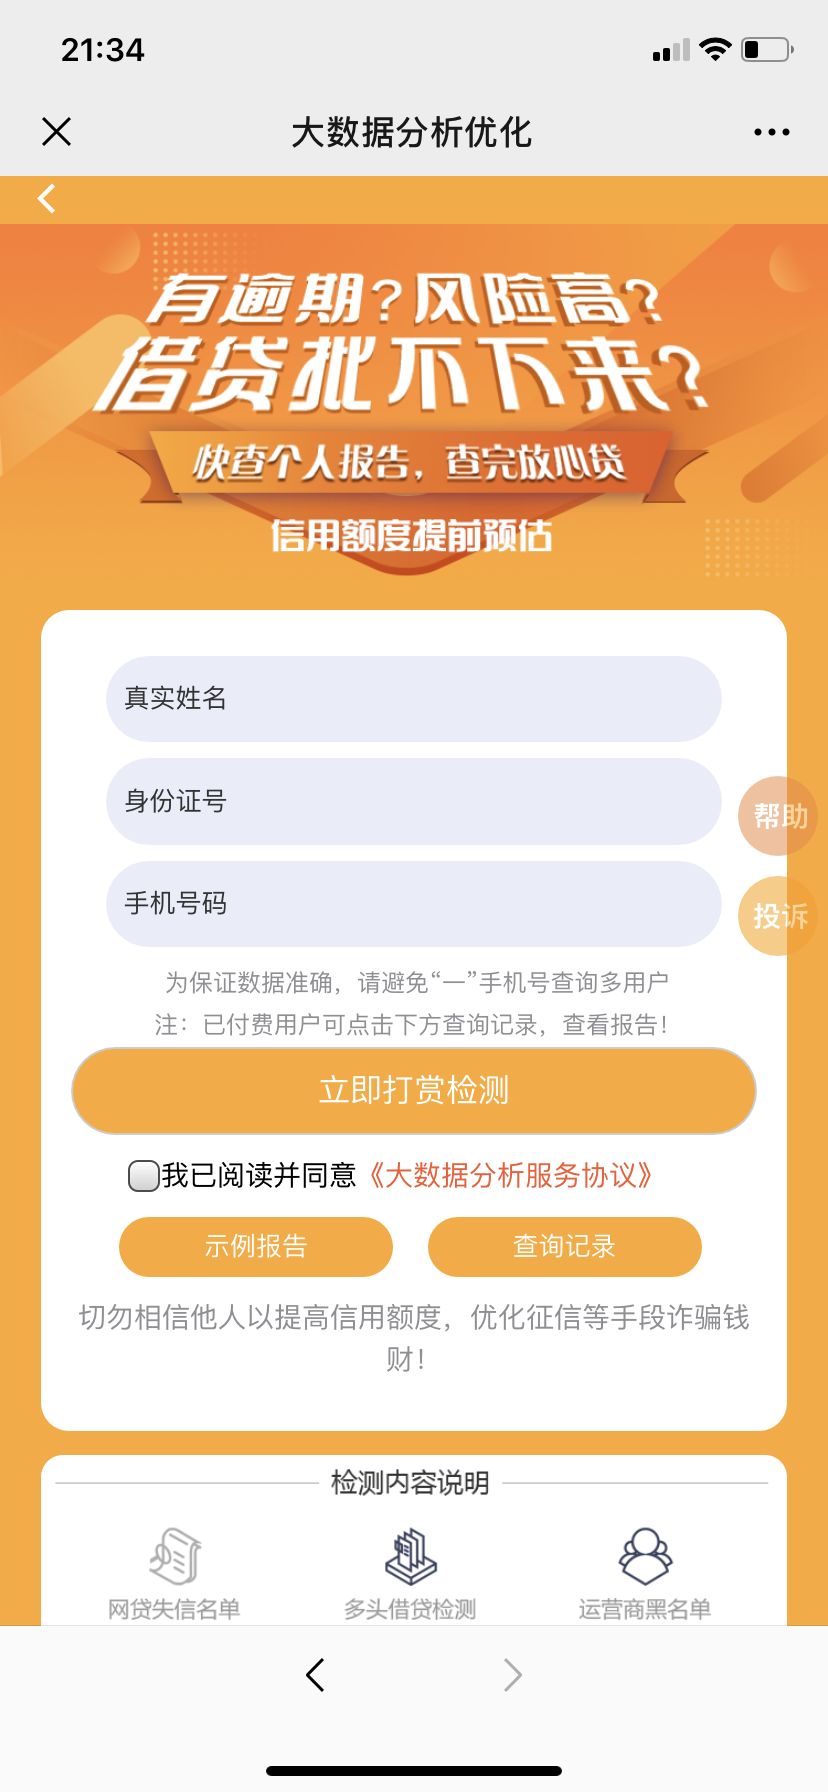 21:34
大数据分析优化
有逾期?风险高?
借贷批不下来?
快查个人报告，查完放心贷
信用额度提前预估
真实姓名
身份证号
帮助
手机号码
投诉
为保证数据准确，请避免“一”手机号查询多用户
注：已付费用户可点击下方查询记录，查看报告！
立即打赏检测
我已阅读并同意《大数据分析服务协议》
示例报告 查询记录
切勿相信他人以提高信用额度，优化征信等手段诈骗钱
财！
检测内容说明
网贷失信名单 多头借贷检测 运营商黑名单